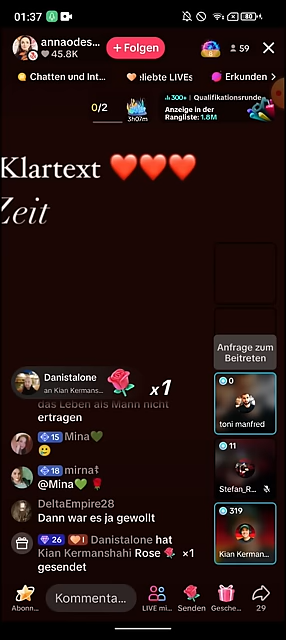 01:37
80
annaodes...
45.8K
+ Folgen
59
Chatten und Int...
liebte LIVEs
Erkunden
0/2
3h07m
300+ | Qualifikationsrunde
Anzeige in der
Rangliste: 1.8M
Klartext ❤️❤️❤️
Zeit
Anfrage zum
Beitreten
Danistalone
an Kian Kermans...
x1
0
toni manfred
das Leben als Mann nicht
ertragen
15 Mina💚
🙂
11
Stefan_R...
18 mirna
@Mina💚 🌹
DeltaEmpire28
Dann war es ja gewollt
319
Kian Kerman...
26 Danistalone hat
Kian Kermanshahi Rose 🌹 ×1
gesendet
Abonn...
Kommenta...
LIVE mi...
Senden
Gesche...
29